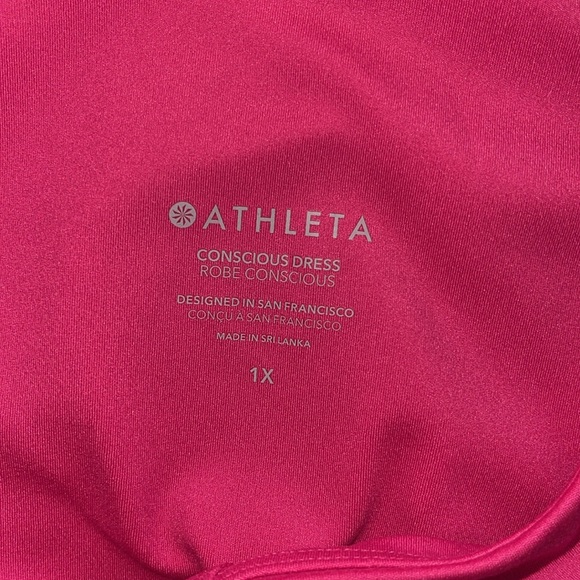 ATHLETA
CONSCIOUS DRESS
ROBE CONSCIOUS
DESIGNED IN SAN FRANCISCO
CONÇU A SAN FRANCISCO
MADE IN SRI LANKA
1X